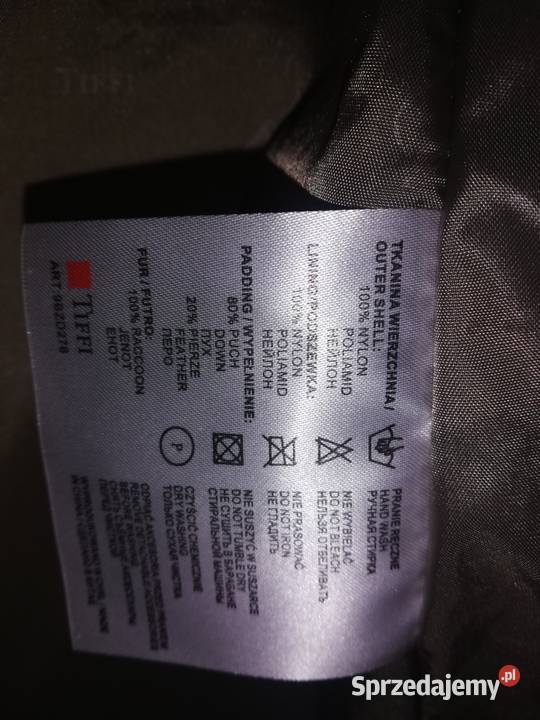 TIFFI
TKANINA WIERZCHNIA/
OUTER SHELL:
100% NYLON
POLIAMID
НЕЙЛОН
LINING/PODSZEWKA:
100% NYLON
POLIAMID
НЕЙЛОН
PADDING / WYPEŁNIENIE:
80% PUCH
DOWN
ПУХ
20% PIERZE
FEATHER
ПЕРО
FUR / FUTRO:
100% RACCOON
JENOT
ЕНОТ
TIFFI
PRANIE RĘCZNE
HAND WASH
РУЧНАЯ СТИРКА
NIE WYBIELAĆ
DO NOT BLEACH
НЕЛЬЗЯ ОТБЕЛИВАТЬ
NIE PRASOWAĆ
DO NOT IRON
НЕ ГЛАДИТЬ
NIE SUSZYĆ W SUSZARCE
DO NOT TUMBLE DRY
НЕ СУШИТЬ В БАРАБАНЕ
СТИРАЛЬНОЙ МАШИНЫ
P
CZYŚCIĆ CHEMICZNIE
DRY WASHING
ТОЛЬКО СУХАЯ ЧИСТКА
Sprzedajemy.pl